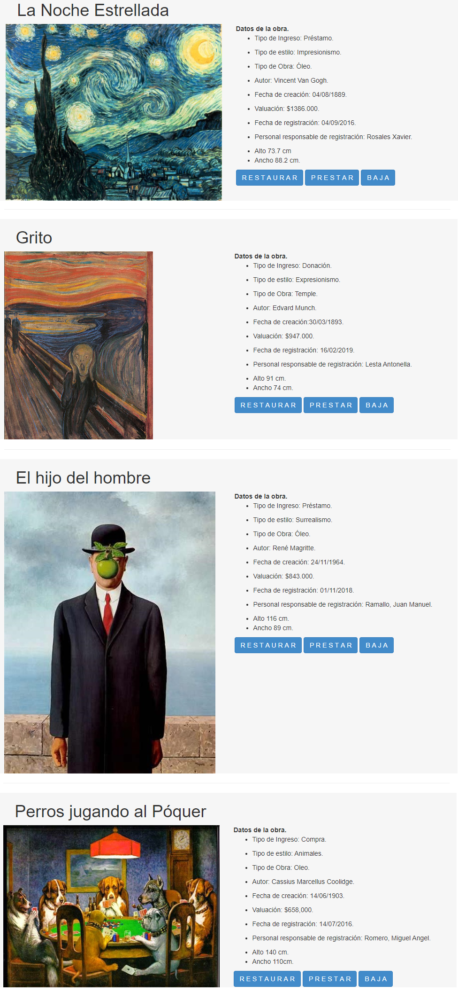 La Noche Estrellada
Datos de la obra.
Tipo de Ingreso: Préstamo.
Tipo de estilo: Impresionismo.
Tipo de Obra: Óleo.
Autor: Vincent Van Gogh.
Fecha de creación: 04/08/1889.
Valuación: $1386.000.
Fecha de registración: 04/09/2016.
Personal responsable de registración: Rosales Xavier.
Alto 73.7 cm
Ancho 88.2 cm.
RESTAURAR PRESTAR BAJA
Grito
Datos de la obra.
Tipo de Ingreso: Donación.
Tipo de estilo: Expresionismo.
Tipo de Obra: Temple.
Autor: Edvard Munch.
Fecha de creación:30/03/1893.
Valuación: $947.000.
Fecha de registración: 16/02/2019.
Personal responsable de registración: Lesta Antonella.
Alto 91 cm.
Ancho 74 cm.
RESTAURAR PRESTAR BAJA
El hijo del hombre
Datos de la obra.
Tipo de Ingreso: Préstamo.
Tipo de estilo: Surrealismo.
Tipo de Obra: Óleo.
Autor: René Magritte.
Fecha de creación: 24/11/1964.
Valuación: $843.000.
Fecha de registración: 01/11/2018.
Personal responsable de registración: Ramallo, Juan Manuel.
Alto 116 cm.
Ancho 89 cm.
RESTAURAR PRESTAR BAJA
Perros jugando al Póquer
Datos de la obra.
Tipo de Ingreso: Compra.
Tipo de estilo: Animales.
Tipo de Obra: Oleo.
Autor: Cassius Marcellus Coolidge.
Fecha de creación: 14/06/1903.
Valuación: $658,000.
Fecha de registración: 14/07/2016.
Personal responsable de registración: Romero, Miguel Angel.
Alto 140 cm.
Ancho 110cm.
RESTAURAR PRESTAR BAJA